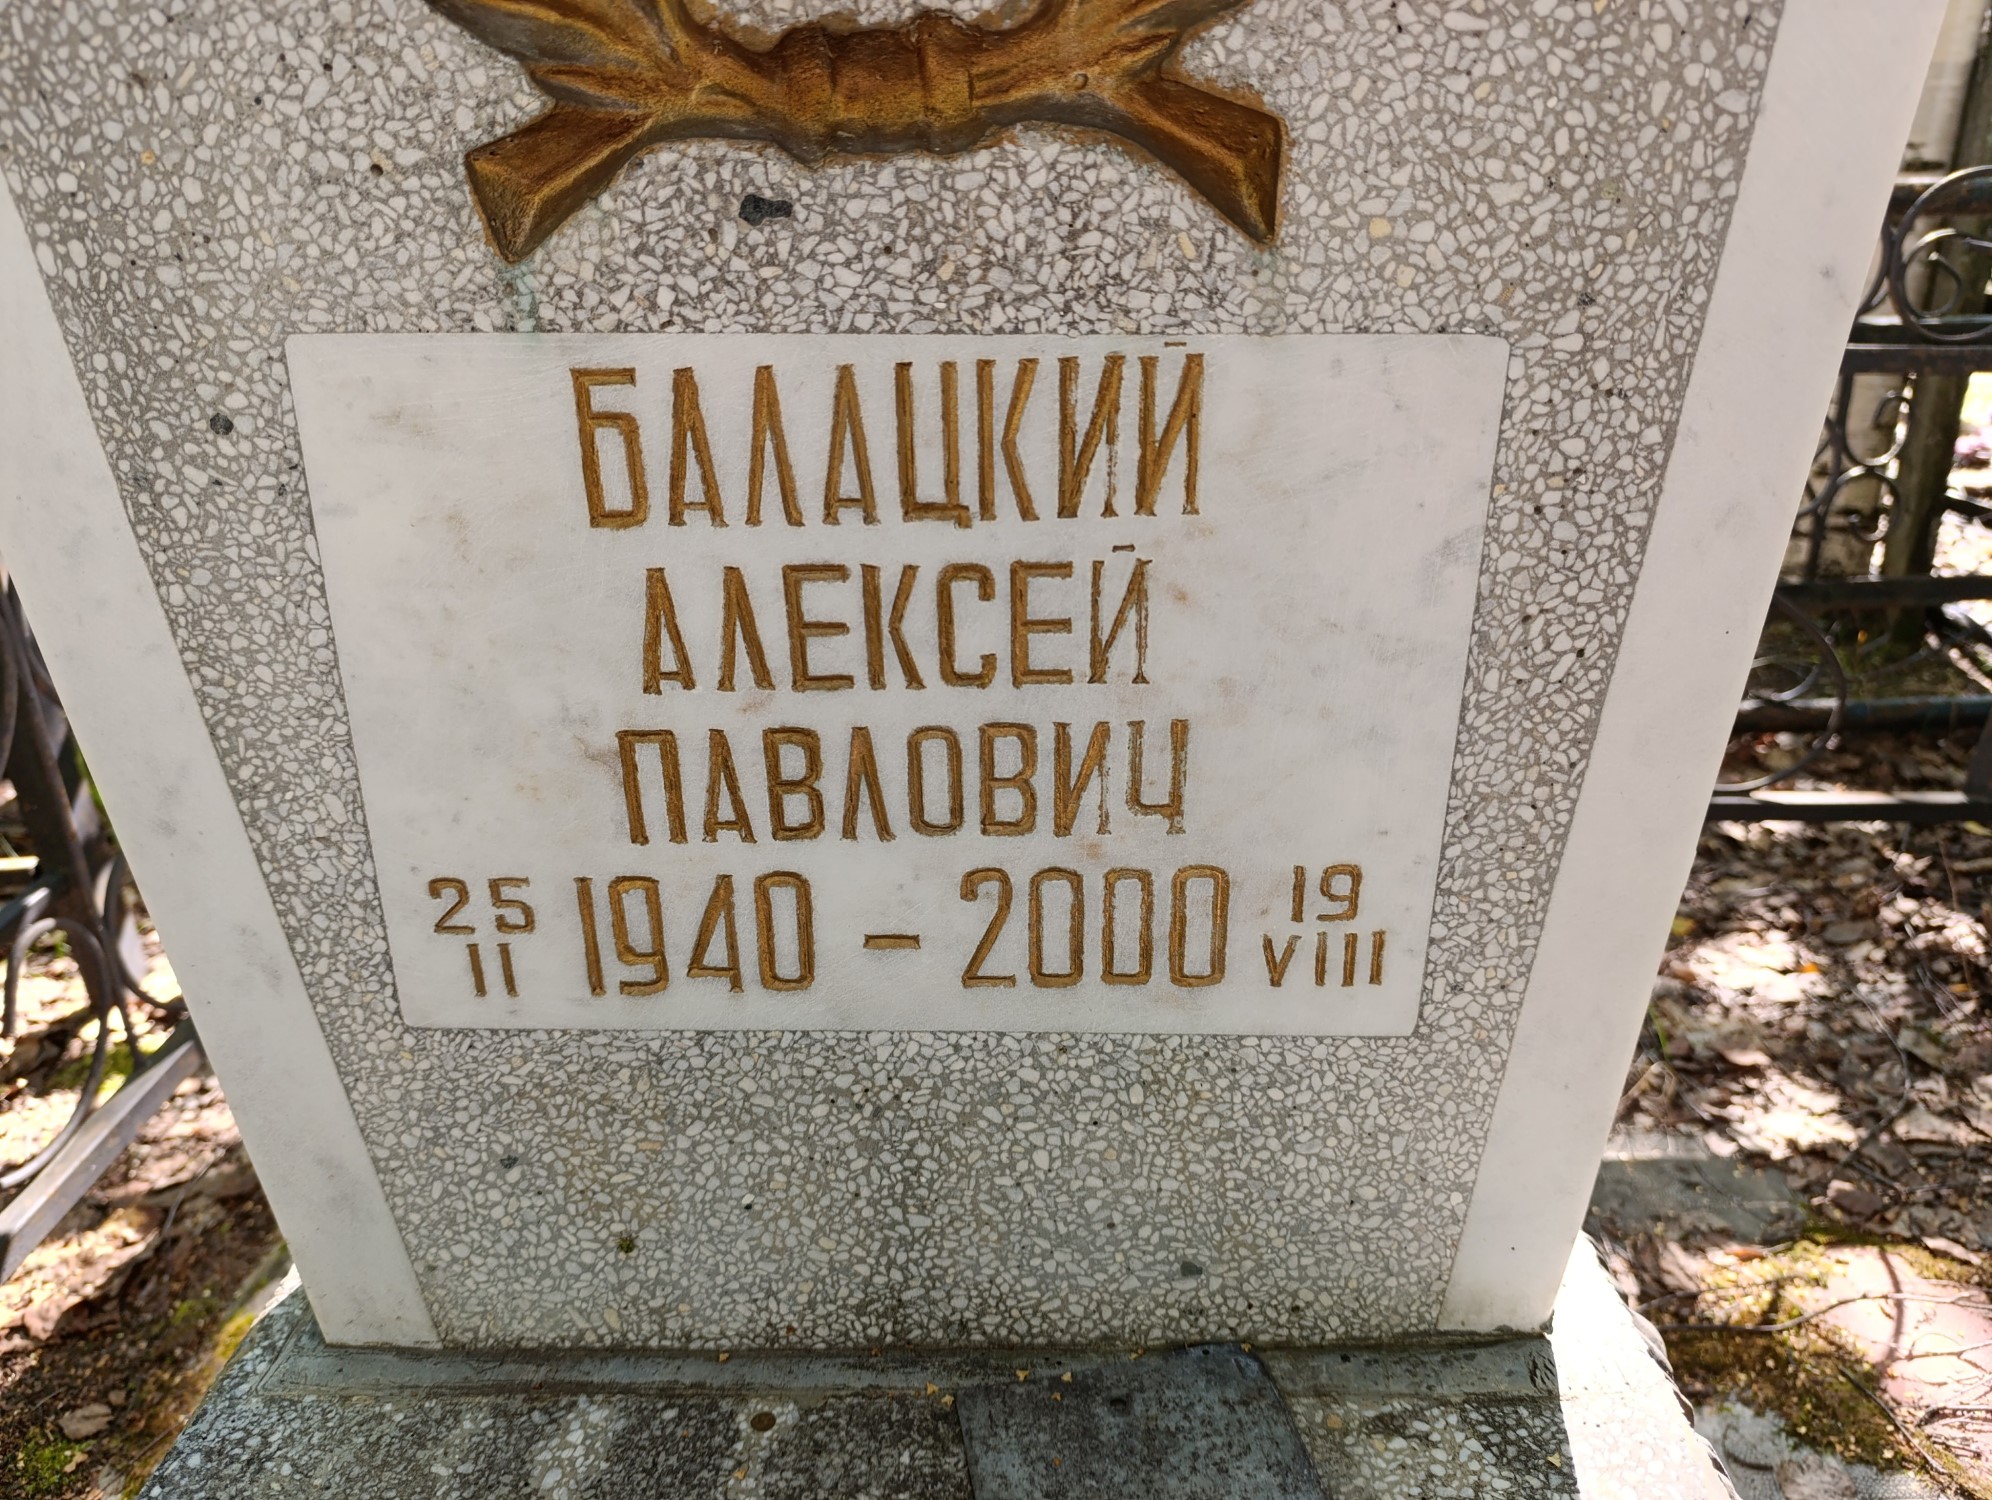 БАЛАЦКИЙ
АЛЕКСЕЙ
ПАВЛОВИЧ
25 II 1940 – 2000 19 VIII